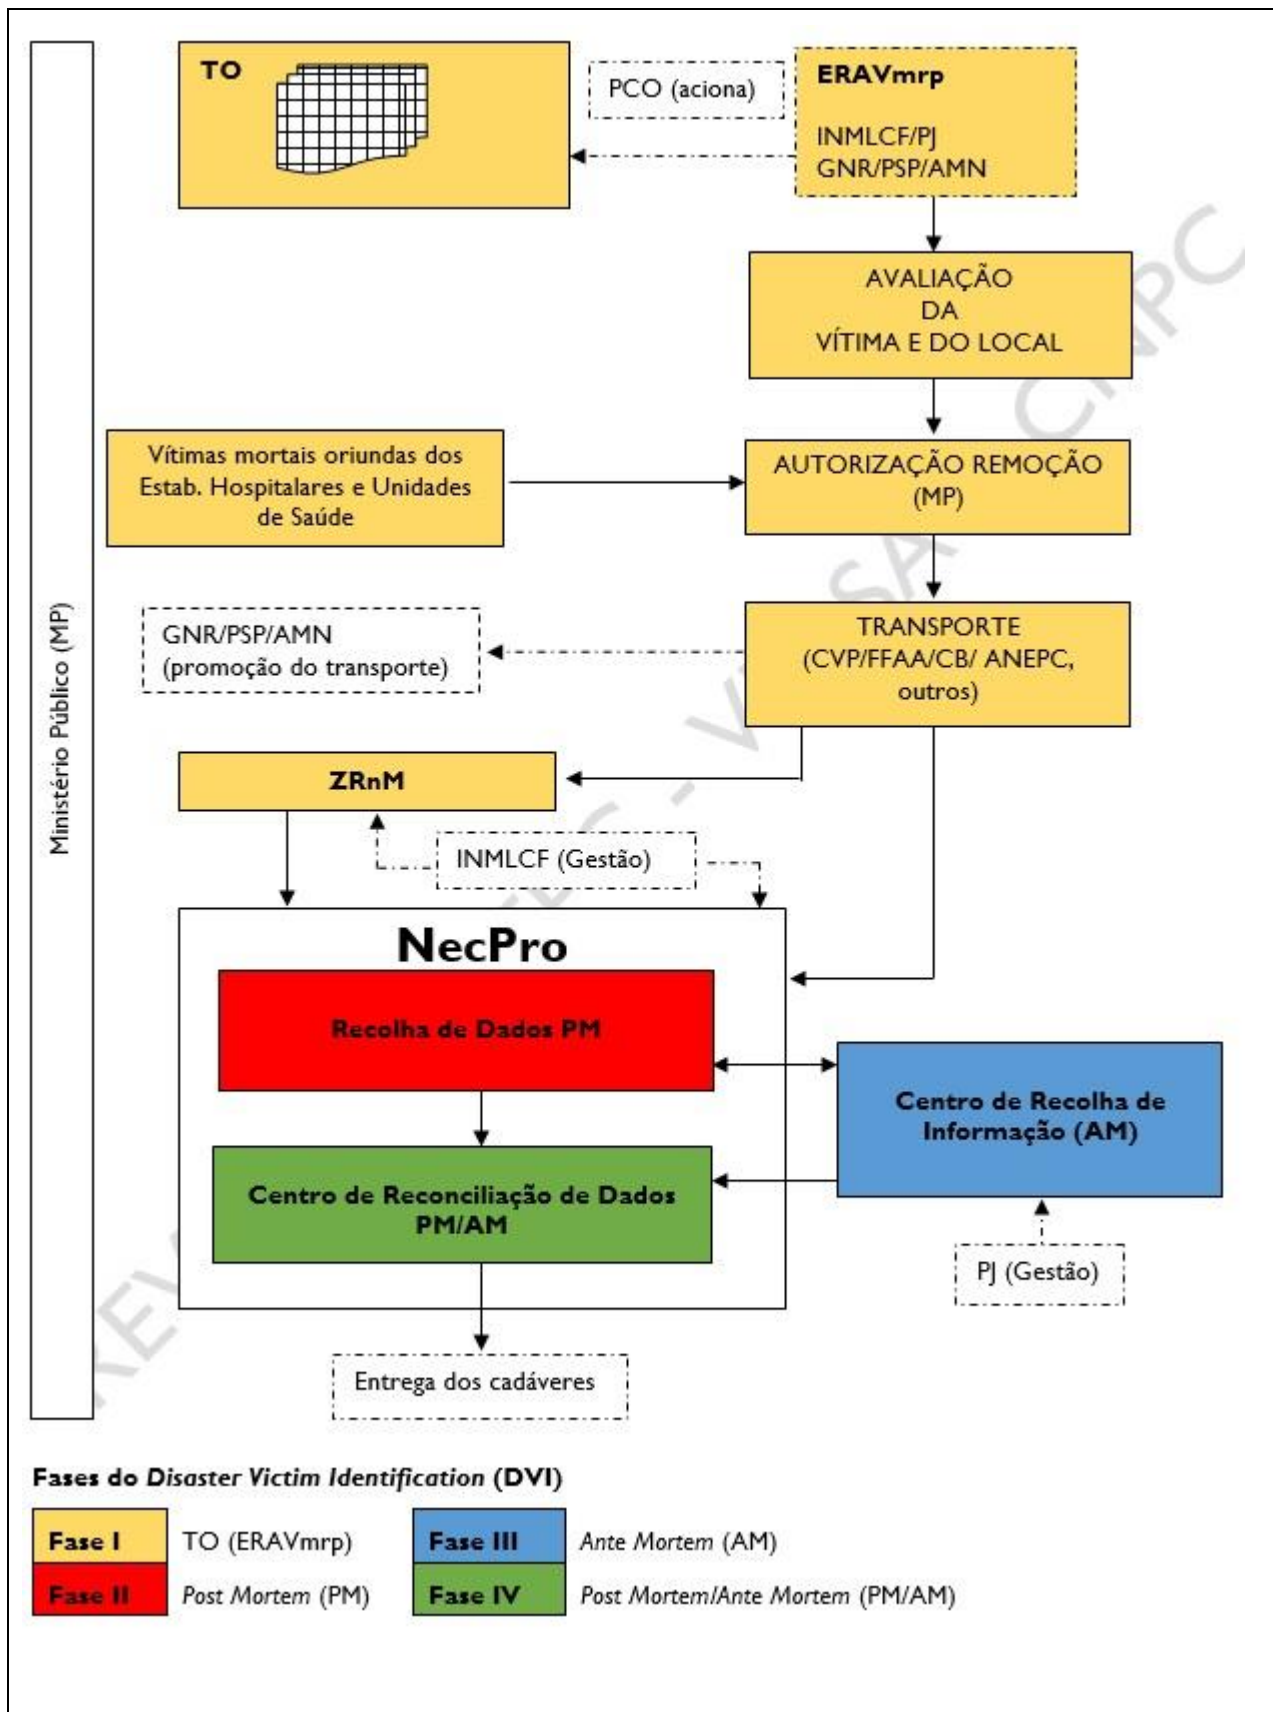 TO
PCO (aciona)
ERAVmrp
INMLCF/PJ
GNR/PSP/AMN
AVALIAÇÃO
DA
VÍTIMA E DO LOCAL
Vítimas mortais oriundas dos
Estab. Hospitalares e Unidades
de Saúde
AUTORIZAÇÃO REMOÇÃO
(MP)
GNR/PSP/AMN
(promoção do transporte)
TRANSPORTE
(CVP/FFAA/CB/ ANEPC,
outros)
Ministério Público (MP)
ZRnM
INMLCF (Gestão)
NecPro
Recolha de Dados PM
Centro de Recolha de
Informação (AM)
Centro de Reconciliação de Dados
PM/AM
PJ (Gestão)
Entrega dos cadáveres
Fases do Disaster Victim Identification (DVI)
Fase I TO (ERAVmrp)
Fase III Ante Mortem (AM)
Fase II Post Mortem (PM)
Fase IV Post Mortem/Ante Mortem (PM/AM)
CNPC